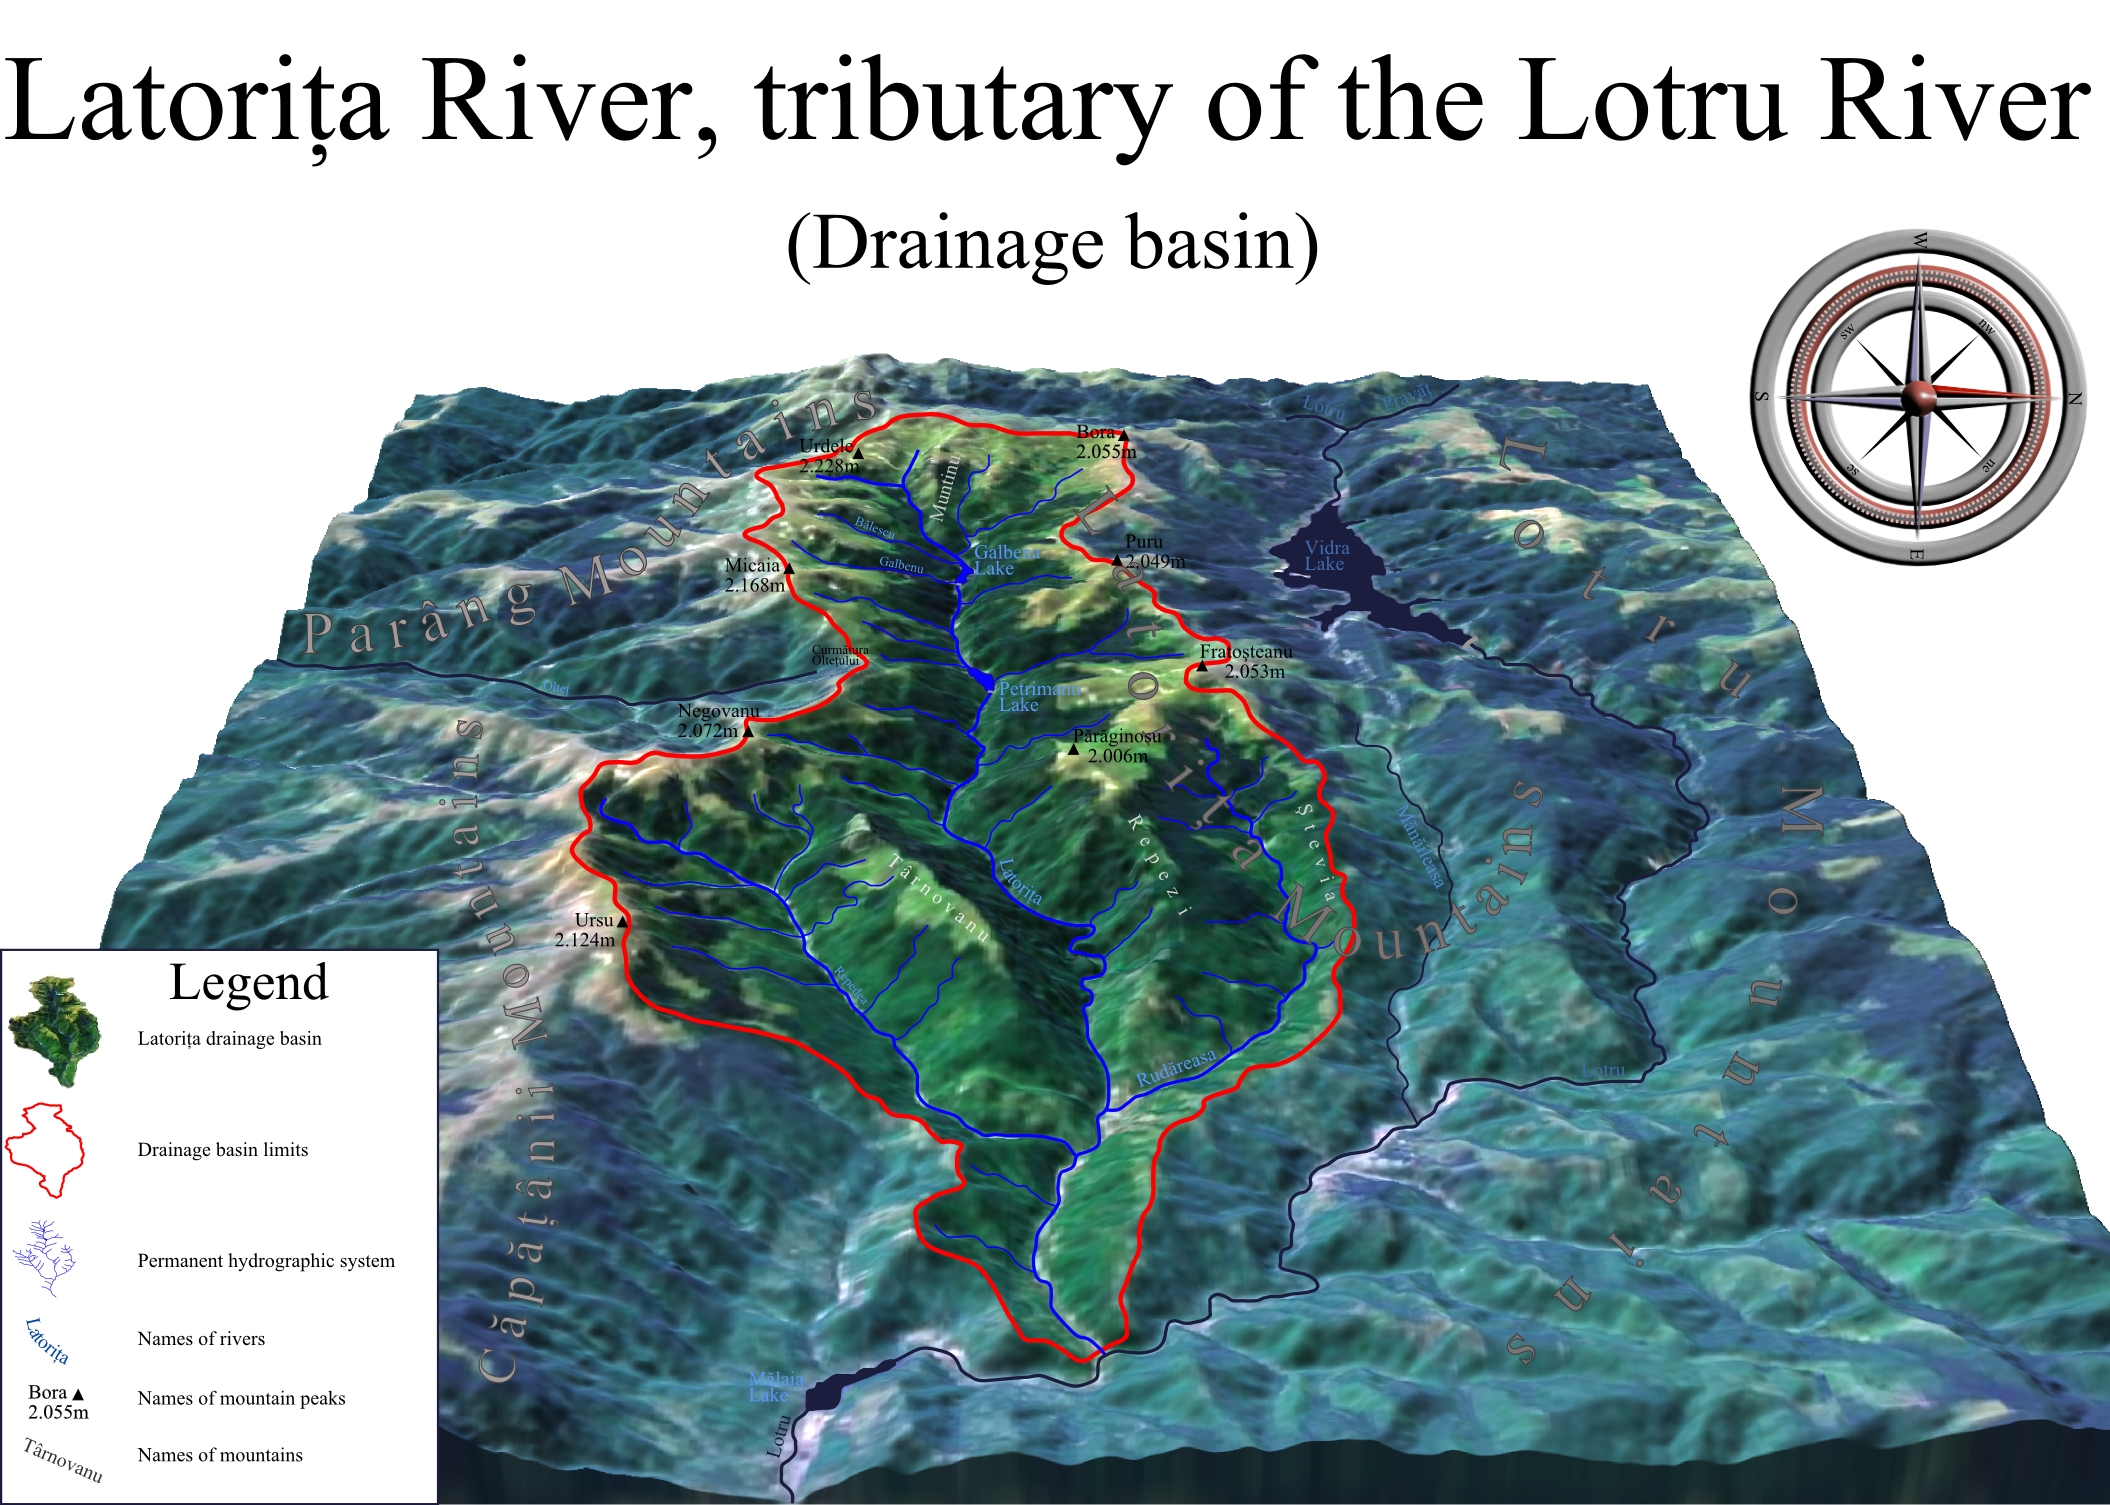 Latorița River, tributary of the Lotru River
(Drainage basin)
W
nw
N
ne
E
se
S
sw
Parâng Mountains
Urdele
2.228m
Muntinu
Bora
2.055m
Lotru
Pravăț
Lotrului Mountains
Bălescu
Galbenu
Galbena
Lake
Puru
2.049m
Vidra
Lake
Micaia
2.168m
Latorița Mountains
Curmătura
Oltețului
Fratoșteanu
2.053m
Olteț
Petrimanu
Lake
Negovanu
2.072m
Părăginosu
2.006m
Căpățânii Mountains
Târnovanu
Latorița
Repezi
Ștevia
Mănăileasa
Ursu
2.124m
Repedea
Rudăreasa
Lotru
Mălaia
Lake
Lotru
Legend
Latorița drainage basin
Drainage basin limits
Permanent hydrographic system
Latorița
Names of rivers
Bora
2.055m
Names of mountain peaks
Târnovanu
Names of mountains